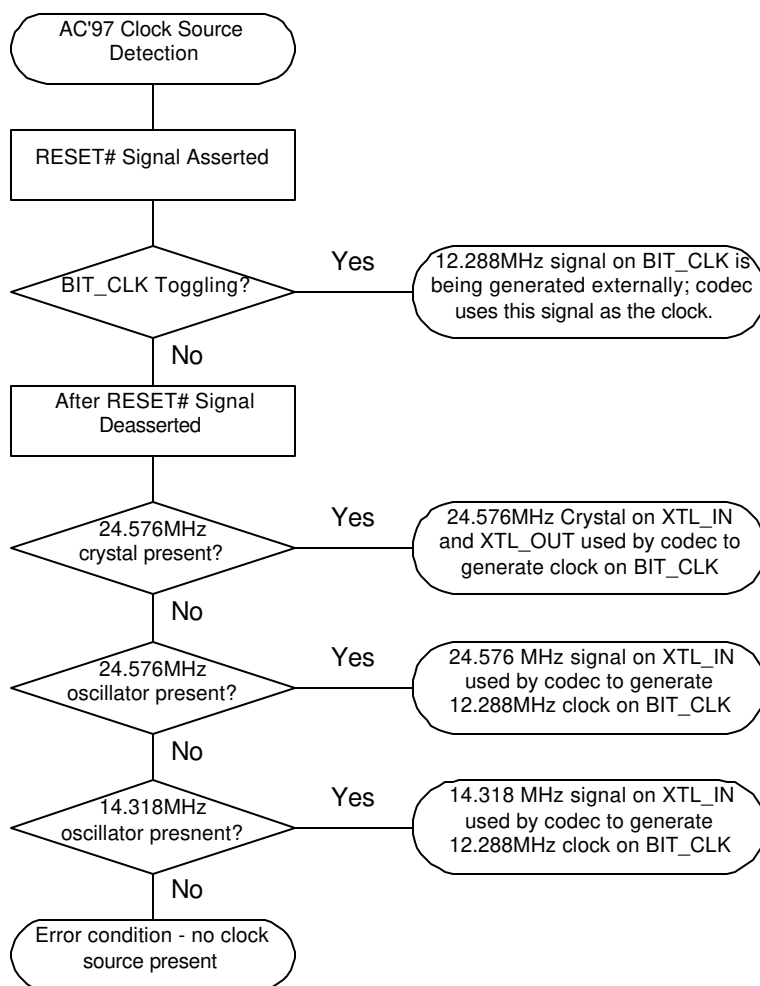 AC'97 Clock Source
Detection
RESET# Signal Asserted
BIT_CLK Toggling?
Yes
12.288MHz signal on BIT_CLK is
being generated externally; codec
uses this signal as the clock.
No
After RESET# Signal
Deasserted
24.576MHz
crystal present?
Yes
24.576MHz Crystal on XTL_IN
and XTL_OUT used by codec to
generate clock on BIT_CLK
No
24.576MHz
oscillator present?
Yes
24.576 MHz signal on XTL_IN
used by codec to generate
12.288MHz clock on BIT_CLK
No
14.318MHz
oscillator presnent?
Yes
14.318 MHz signal on XTL_IN
used by codec to generate
12.288MHz clock on BIT_CLK
No
Error condition - no clock
source present